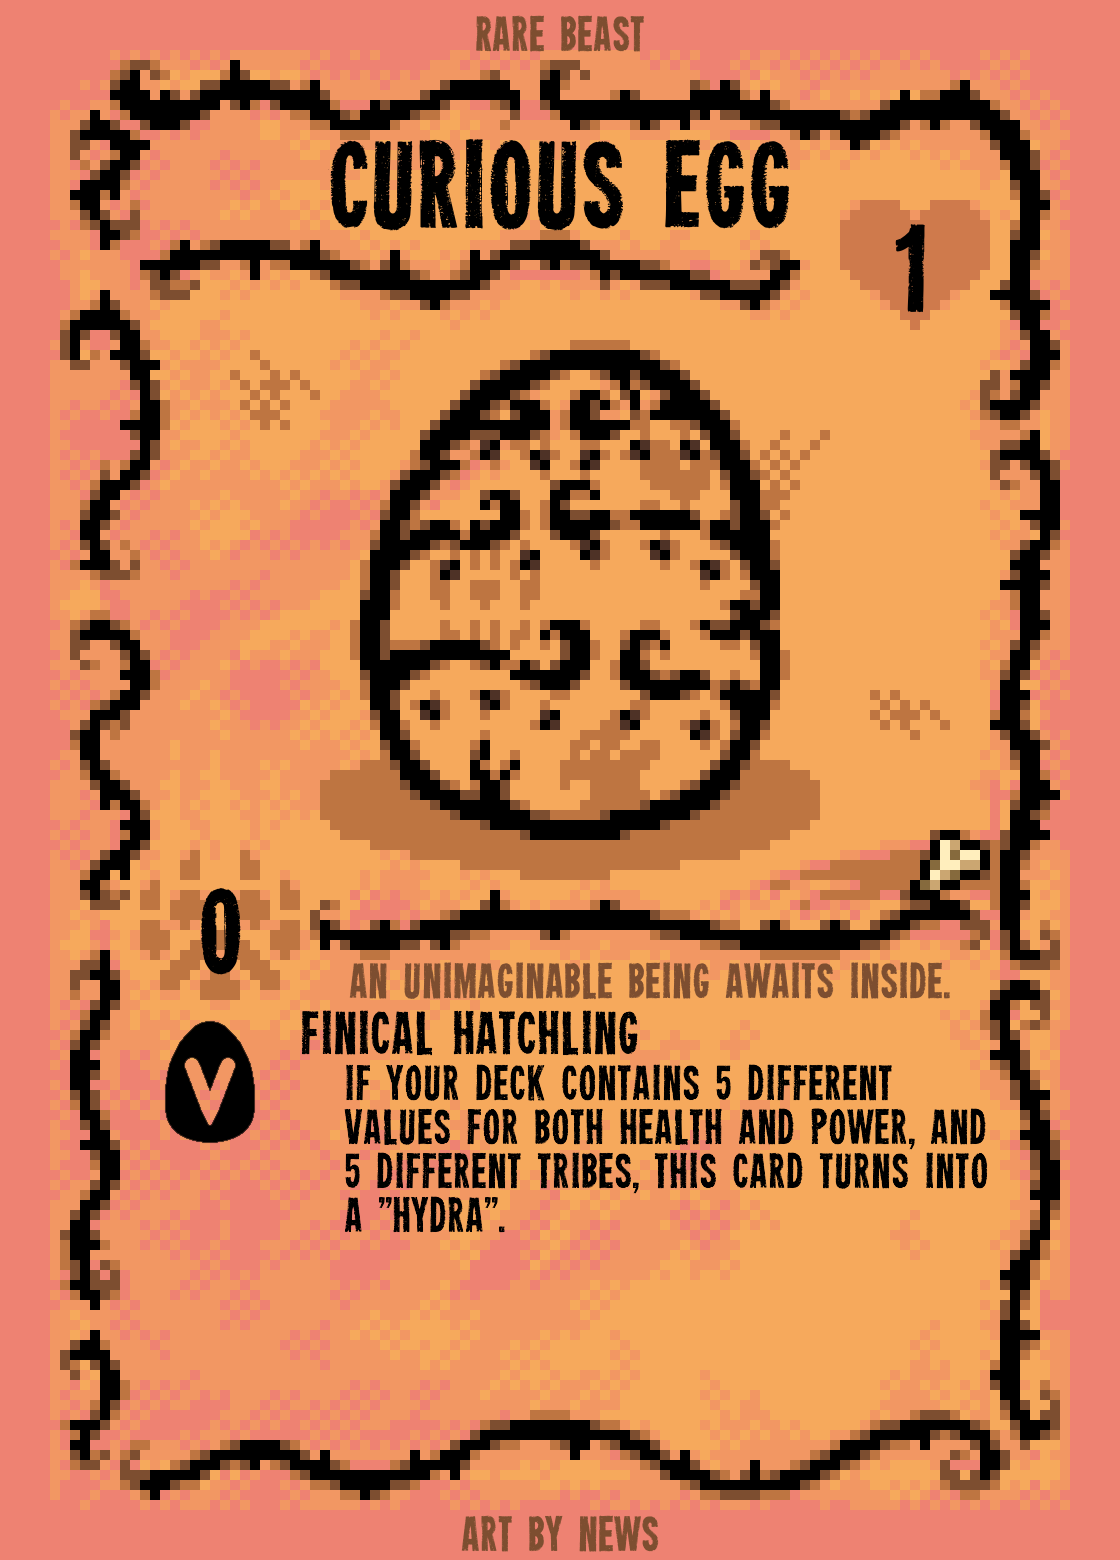 RARE BEAST
CURIOUS EGG
1
0
AN UNIMAGINABLE BEING AWAITS INSIDE.
FINICAL HATCHLING
IF YOUR DECK CONTAINS 5 DIFFERENT
VALUES FOR BOTH HEALTH AND POWER, AND
5 DIFFERENT TRIBES, THIS CARD TURNS INTO
A "HYDRA".
ART BY NEWS